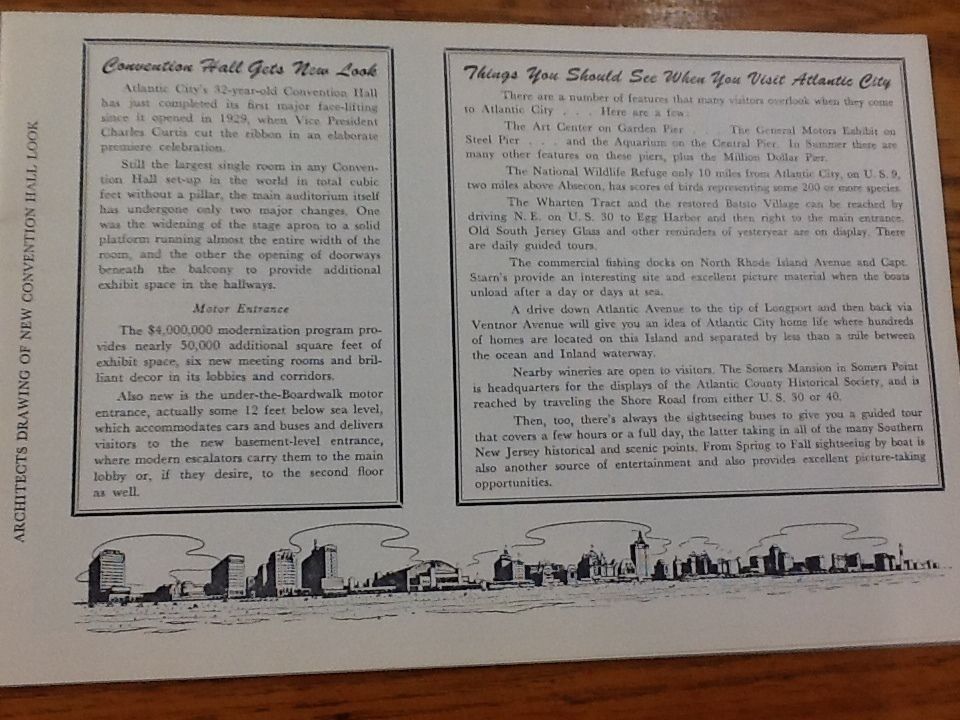 ARCHITECTS DRAWING OF NEW CONVENTION HALL LOOK
Convention Hall Gets New Look
Atlantic City's 32-year-old Convention Hall
has just completed its first major face-lifting
since it opened in 1929, when Vice President
Charles Curtis cut the ribbon in an elaborate
premiere celebration.
Still the largest single room in any Conven-
tion Hall set-up in the world in total cubic
feet without a pillar, the main auditorium itself
has undergone only two major changes. One
was the widening of the stage apron to a solid
platform running almost the entire width of the
room, and the other the opening of doorways
beneath the balcony to provide additional
exhibit space in the hallways.
Motor Entrance
The $4,000,000 modernization program pro-
vides nearly 50,000 additional square feet of
exhibit space, six new meeting rooms and bril-
liant decor in its lobbies and corridors.
Also new is the under-the-Boardwalk motor
entrance, actually some 12 feet below sea level,
which accommodates cars and buses and delivers
visitors to the new basement-level entrance,
where modern escalators carry them to the main
lobby or, if they desire, to the second floor
as well.
Things You Should See When You Visit Atlantic City
There are a number of features that many visitors overlook when they come
to Atlantic City . . . Here are a few:
The Art Center on Garden Pier . . . The General Motors Exhibit on
Steel Pier . . . and the Aquarium on the Central Pier. In Summer there are
many other features on these piers, plus the Million Dollar Pier.
The National Wildlife Refuge only 10 miles from Atlantic City, on U. S. 9,
two miles above Absecon, has scores of birds representing some 200 or more species.
The Wharton Tract and the restored Batsto Village can be reached by
driving N. E. on U. S. 30 to Egg Harbor and then right to the main entrance.
Old South Jersey Glass and other reminders of yesteryear are on display. There
are daily guided tours.
The commercial fishing docks on North Rhode Island Avenue and Capt.
Starn's provide an interesting site and excellent picture material when the boats
unload after a day or days at sea.
A drive down Atlantic Avenue to the tip of Longport and then back via
Ventnor Avenue will give you an idea of Atlantic City home life where hundreds
of homes are located on this Island and separated by less than a mile between
the ocean and Inland waterway.
Nearby wineries are open to visitors. The Somers Mansion in Somers Point
is headquarters for the displays of the Atlantic County Historical Society, and is
reached by traveling the Shore Road from either U. S. 30 or 40.
Then, too, there's always the sightseeing buses to give you a guided tour
that covers a few hours or a full day, the latter taking in all of the many Southern
New Jersey historical and scenic points. From Spring to Fall sightseeing by boat is
also another source of entertainment and also provides excellent picture-taking
opportunities.